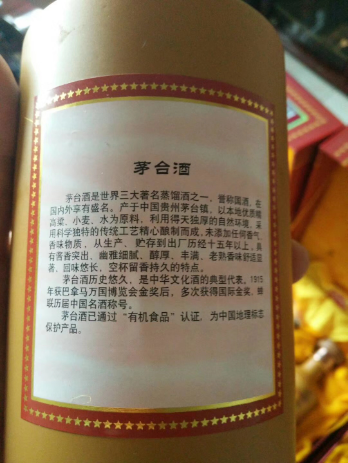 茅台酒
茅台酒是世界三大著名蒸馏酒之一,誉称国酒,在
国内外享有盛名。产于中国贵州茅台镇,以本地优质糯
高粱、小麦、水为原料,利用得天独厚的自然环境,采
用科学独特的传统工艺精心酿制而成,未添加任何香气、
香味物质,从生产、贮存到出厂历经十五年以上,具
有酱香突出、幽雅细腻、醇厚、丰满、老熟香味舒适显
著、回味悠长,空杯留香持久的特点。
茅台酒历史悠久,是中华文化酒的典型代表。1915
年获巴拿马万国博览会金奖后,多次获得国际金奖,蝉
联历届中国名酒称号。
茅台酒已通过“有机食品”认证,为中国地理标志
保护产品。